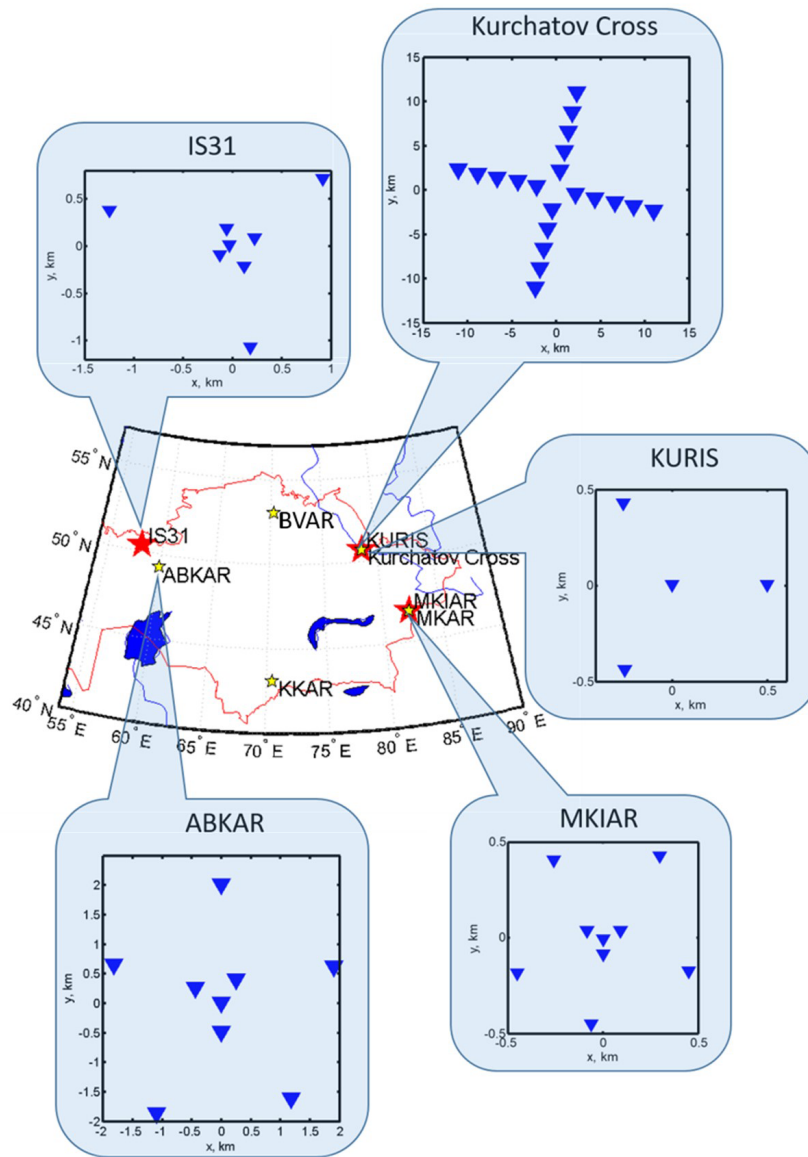 Kurchatov Cross
15
10
5
0
-5
-10
-15
y, km
-15 -10 -5 0 5 10 15
x, km
IS31
0.5
0
-0.5
-1
y, km
-1.5 -1 -0.5 0 0.5 1
x, km
KURIS
0.5
0
-0.5
y, km
0 0.5
x, km
55° N
50° N
45° N
40° N
55° E
60° E
65° E
70° E
75° E
80° E
85° E
90° E
IS31
ABKAR
BVAR
KURIS
Kurchatov Cross
MKIAR
MKAR
KKAR
ABKAR
2
1.5
1
0.5
0
-0.5
-1
-1.5
-2
y, km
-2 -1.5 -1 -0.5 0 0.5 1 1.5 2
x, km
MKIAR
0.5
0
-0.5
y, km
-0.5 0 0.5
x, km